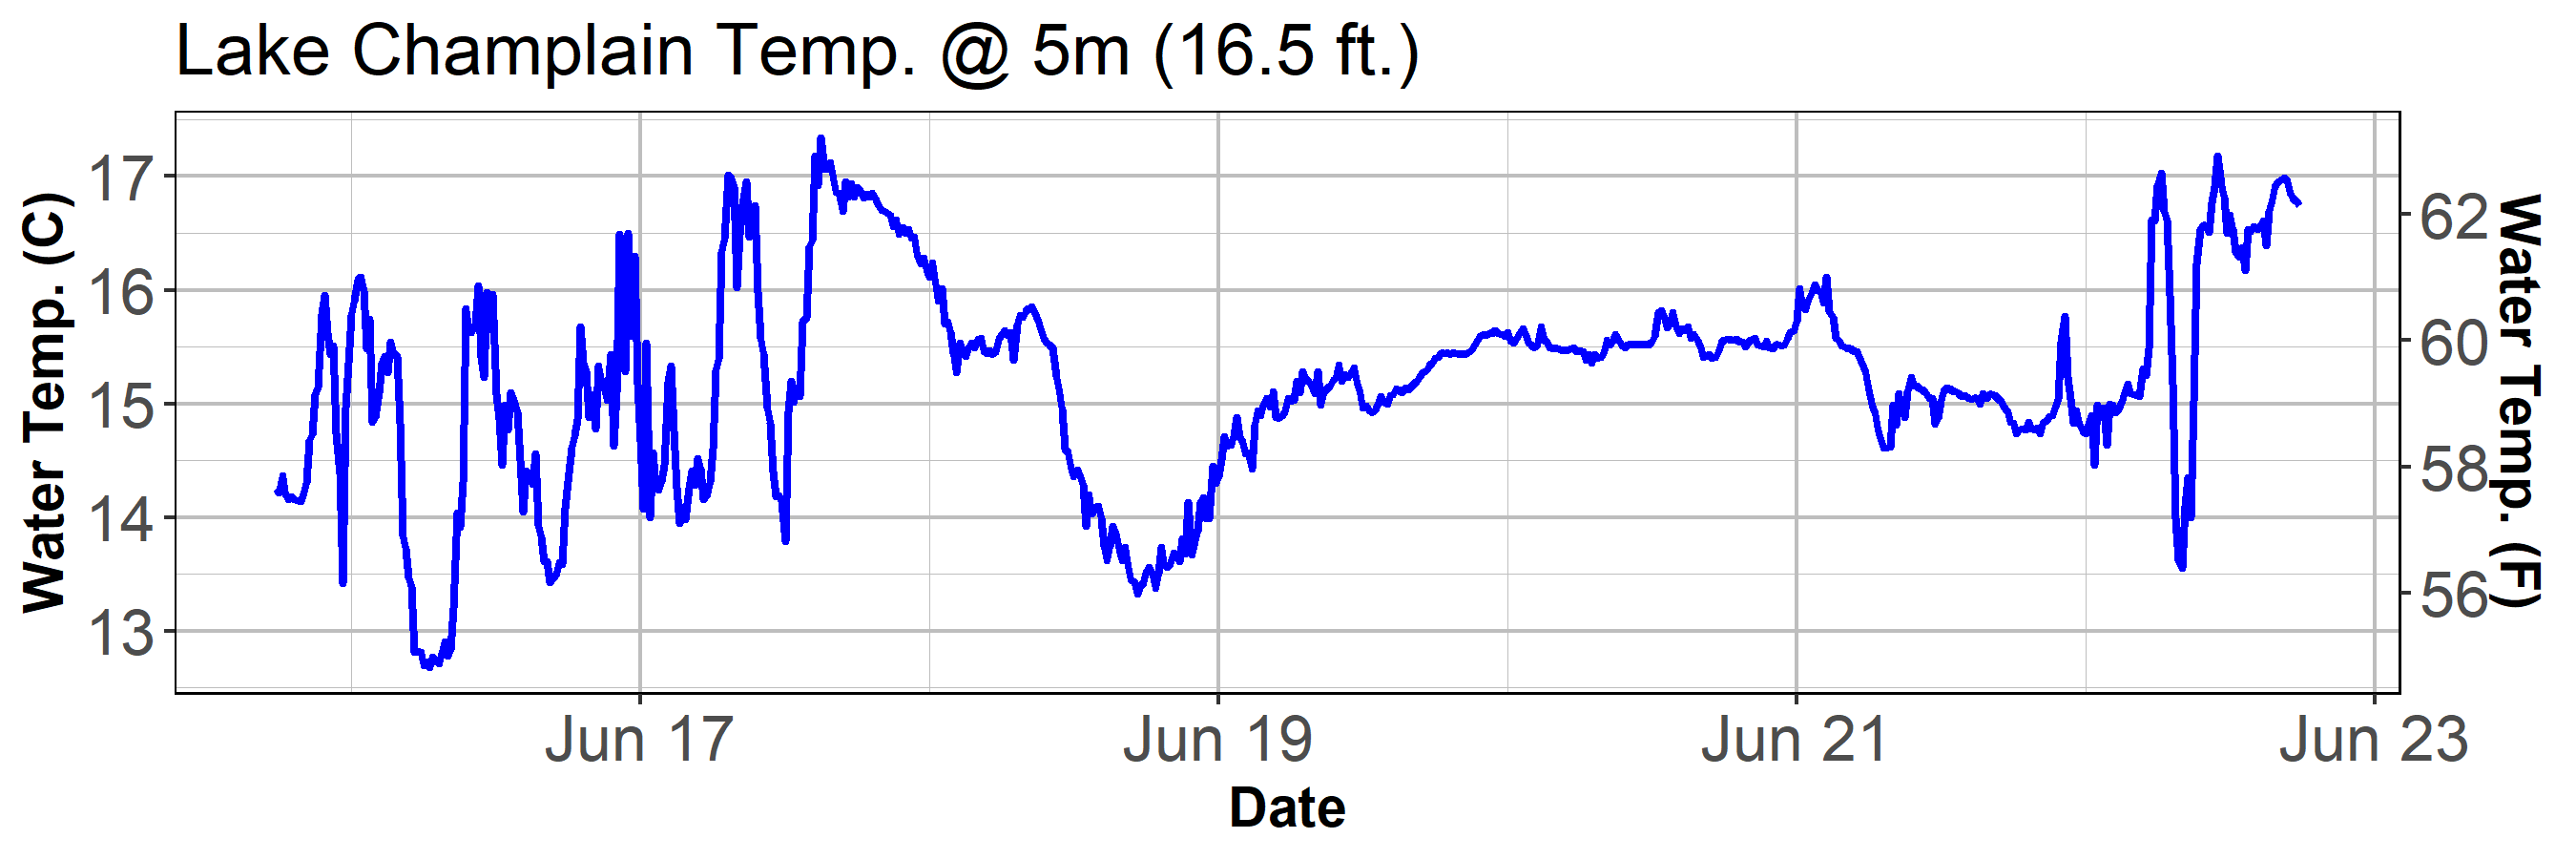 Lake Champlain Temp. @ 5m (16.5 ft.)
Water Temp. (C)
17
16
15
14
13
62
60
58
56
Water Temp. (F)
Jun 17
Jun 19
Jun 21
Jun 23
Date